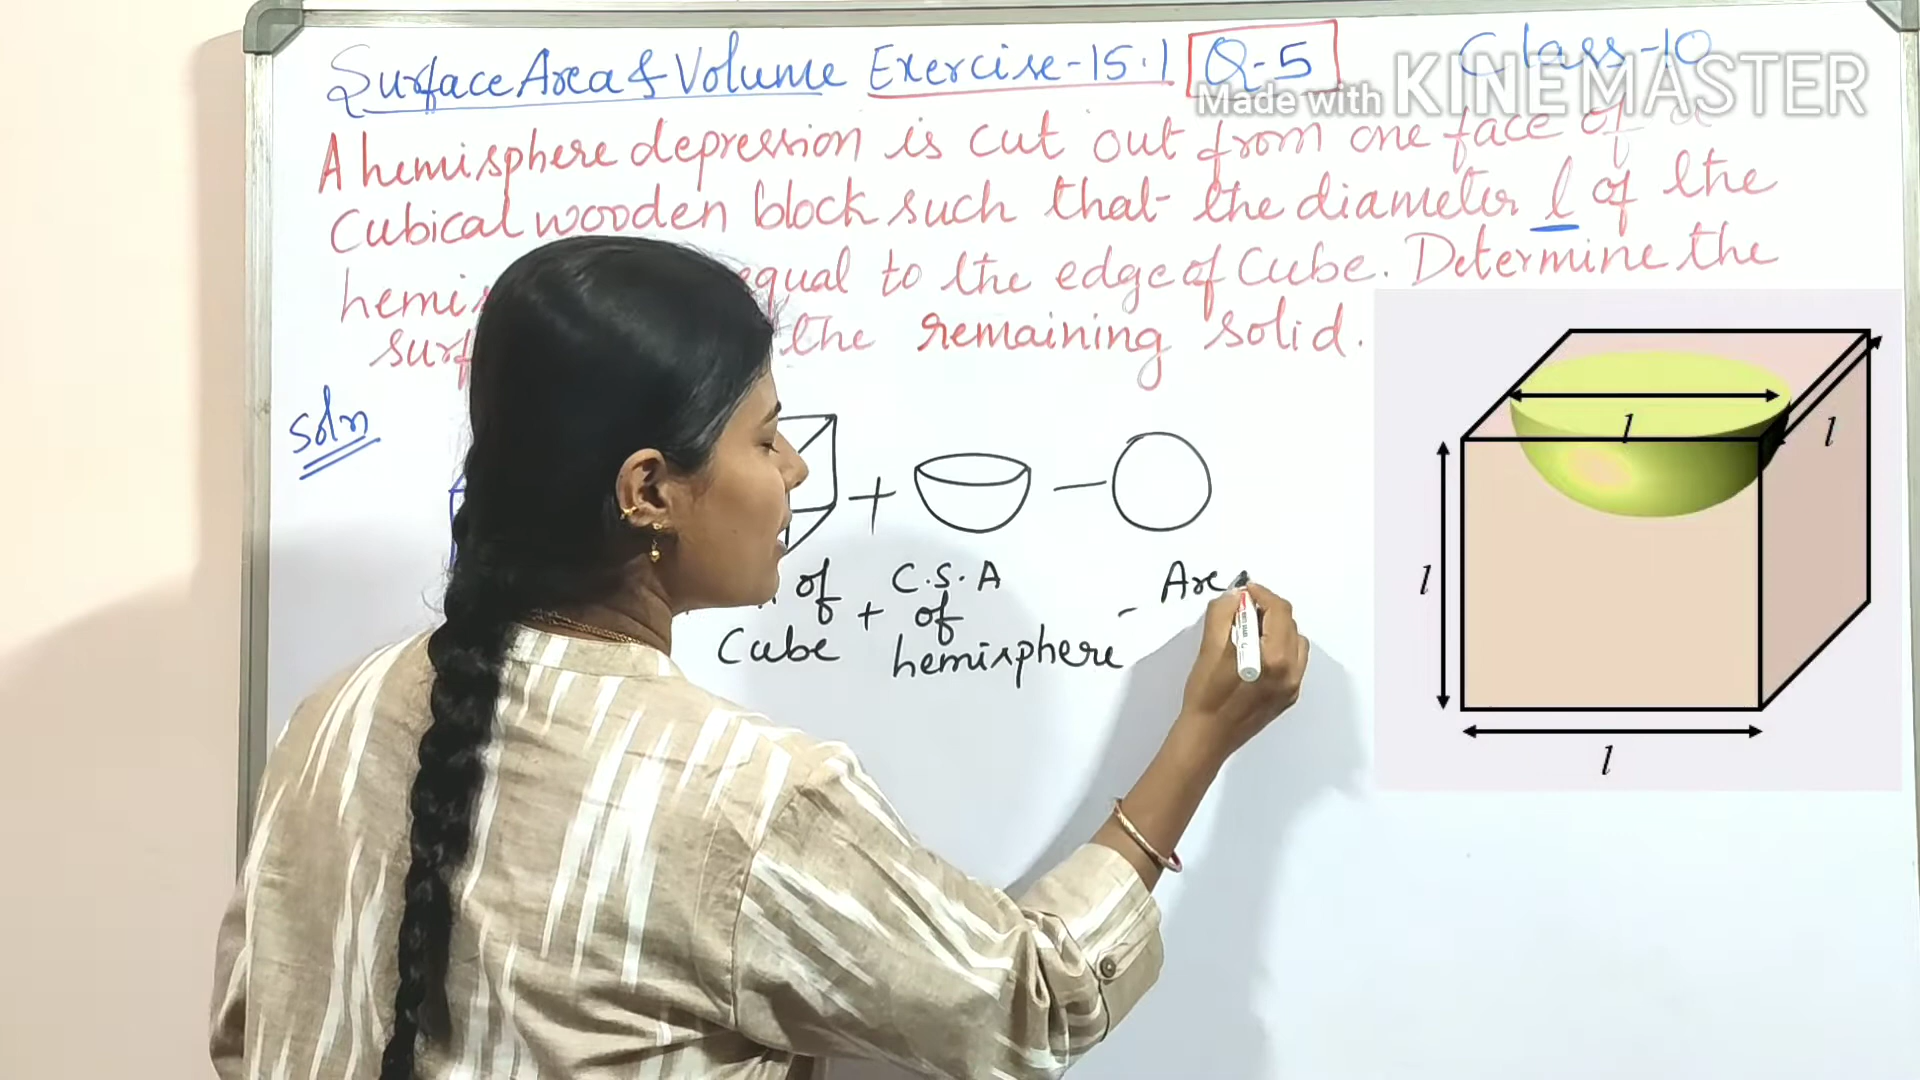 Surface Area & Volume Exercise-15.1 Q-5 Class-10
Made with KINEMASTER
A hemisphere depression is cut out from one face of a
Cubical wooden block such that the diameter l of the
hemis equal to the edge of Cube. Determine the
surf the remaining solid.
Soln
l
l
l
l
+
−
of C.S.A Are
Cube + of −
hemisphere